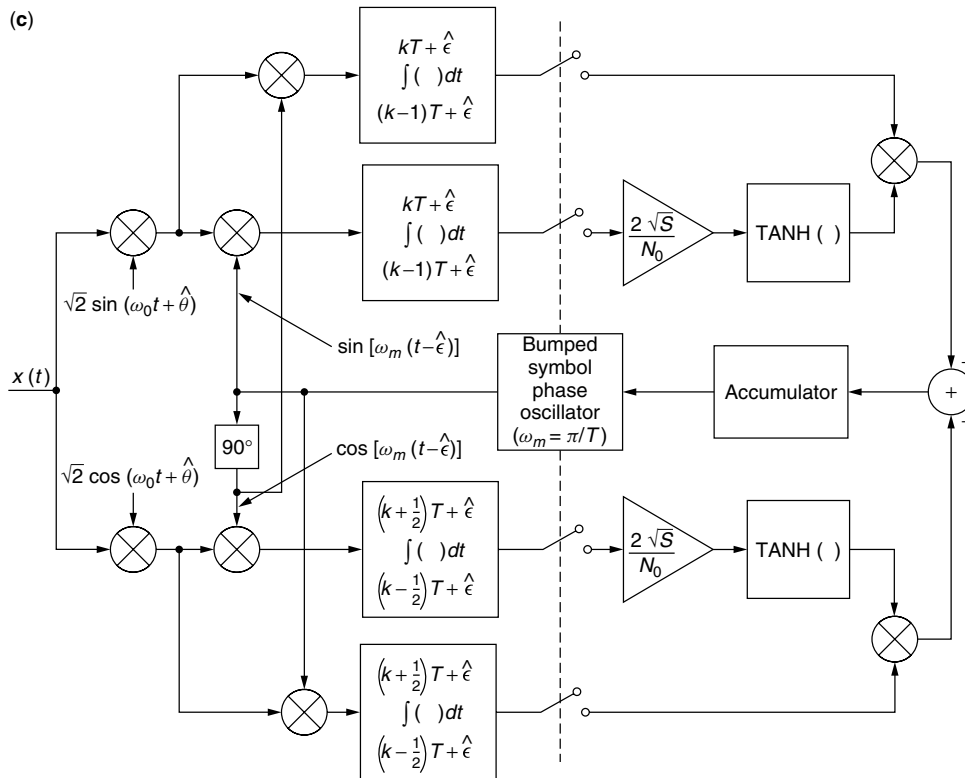 (c)
kT + ϵ̂
∫( )dt
(k−1)T + ϵ̂
kT + ϵ̂
∫( )dt
(k−1)T + ϵ̂
2 √S
N₀
TANH ( )
√2 sin (ω₀t + θ̂)
sin [ωₘ (t−ϵ̂)]
x (t)
Bumped
symbol
phase
oscillator
(ωₘ = π/T)
Accumulator
+
90°
cos [ωₘ (t−ϵ̂)]
√2 cos (ω₀t + θ̂)
(k + ½)T + ϵ̂
∫( )dt
(k − ½)T + ϵ̂
2 √S
N₀
TANH ( )
(k + ½)T + ϵ̂
∫( )dt
(k − ½)T + ϵ̂